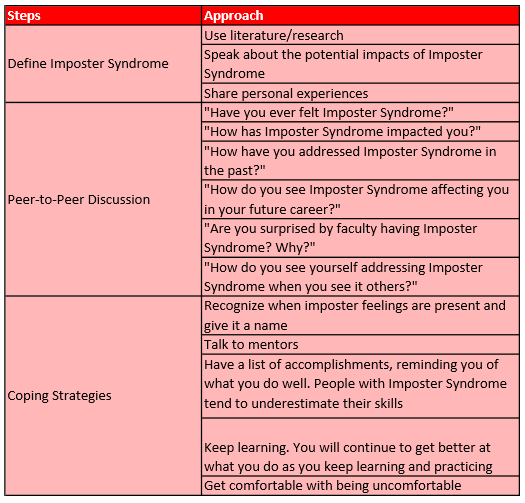 Steps Approach
Define Imposter Syndrome
Use literature/research
Speak about the potential impacts of Imposter
Syndrome
Share personal experiences
Peer-to-Peer Discussion
"Have you ever felt Imposter Syndrome?"
"How has Imposter Syndrome impacted you?"
"How have you addressed Imposter Syndrome in
the past?"
"How do you see Imposter Syndrome affecting you
in your future career?"
"Are you surprised by faculty having Imposter
Syndrome? Why?"
"How do you see yourself addressing Imposter
Syndrome when you see it others?"
Coping Strategies
Recognize when imposter feelings are present and
give it a name
Talk to mentors
Have a list of accomplishments, reminding you of
what you do well. People with Imposter Syndrome
tend to underestimate their skills
Keep learning. You will continue to get better at
what you do as you keep learning and practicing
Get comfortable with being uncomfortable